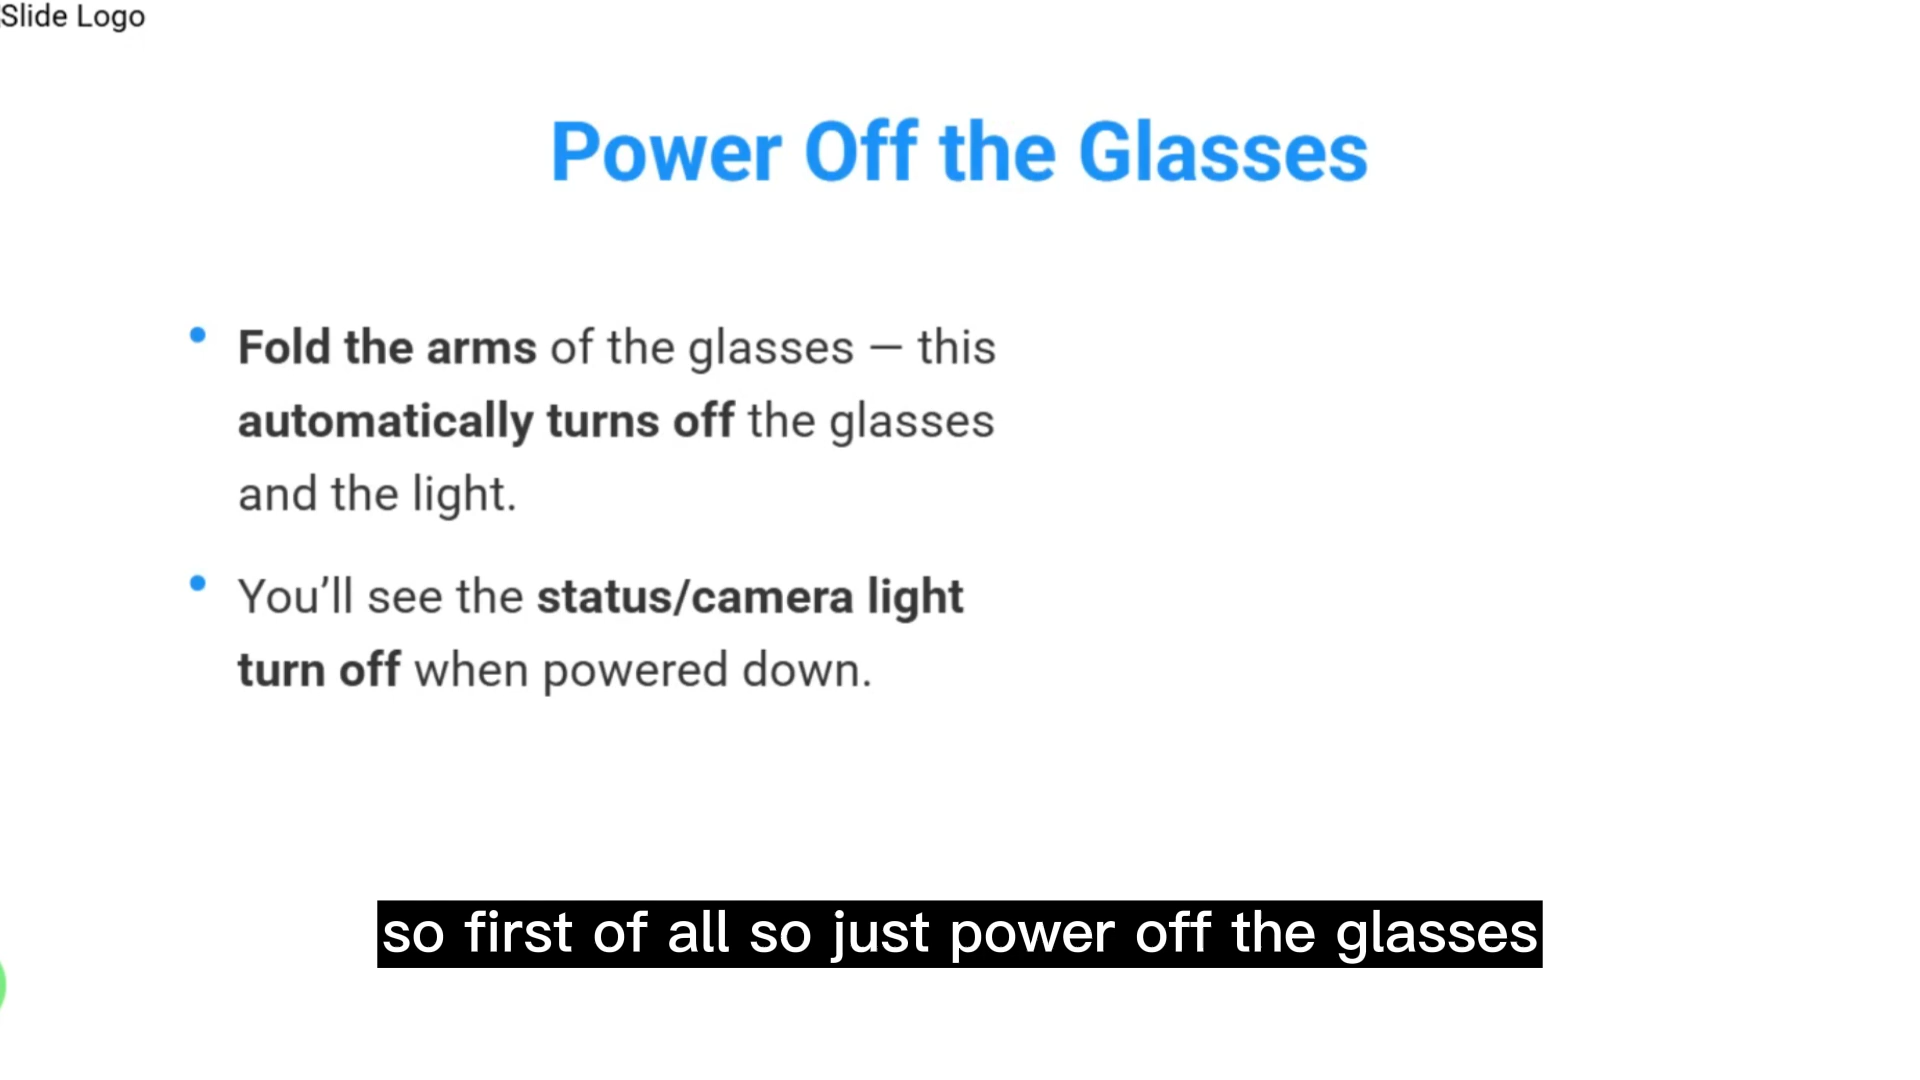 Slide Logo
Power Off the Glasses
• Fold the arms of the glasses — this
automatically turns off the glasses
and the light.
• You’ll see the status/camera light
turn off when powered down.
so first of all so just power off the glasses